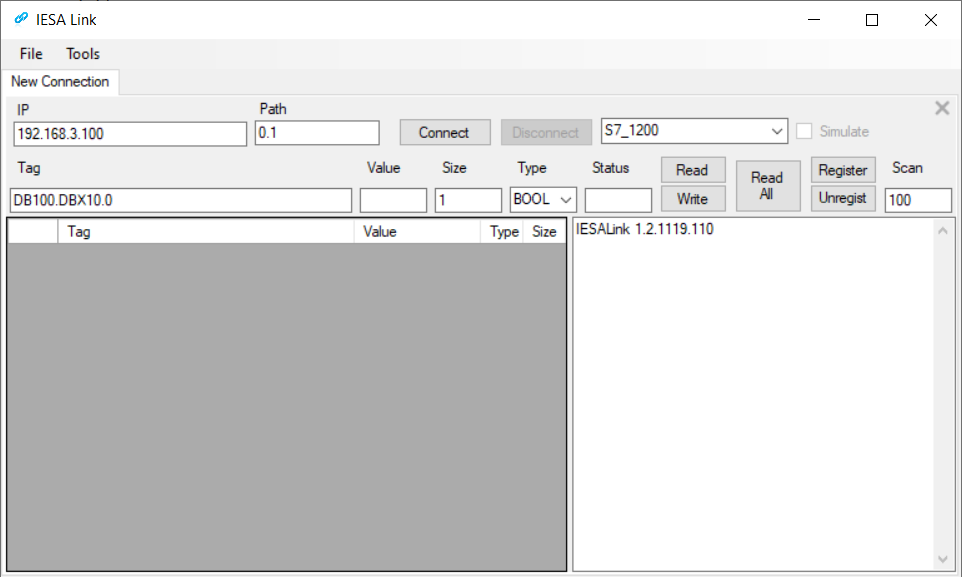 IESA Link
File Tools
New Connection
IP Path
192.168.3.100 0.1 Connect Disconnect S7_1200 Simulate
Tag Value Size Type Status Read Read All Register Scan
DB100.DBX10.0 1 BOOL Write Unregist 100
Tag Value Type Size
IESALink 1.2.1119.110